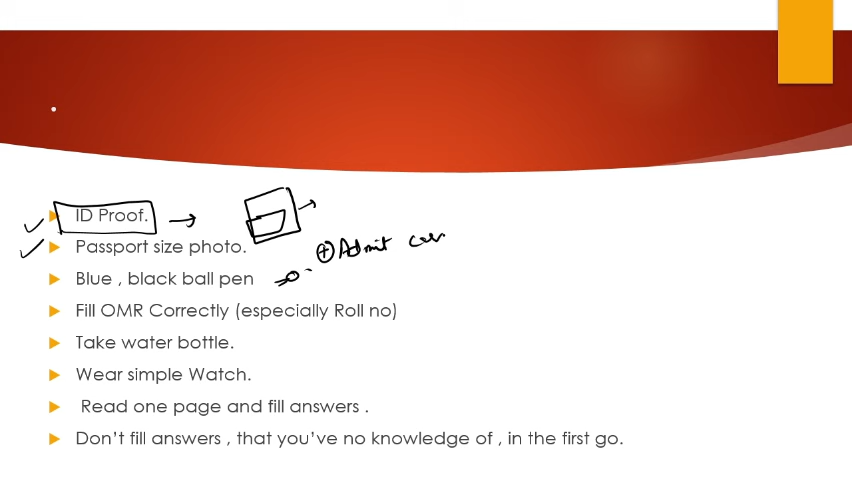 ID Proof.
Passport size photo.
Admit
Blue , black ball pen
Fill OMR Correctly (especially Roll no)
Take water bottle.
Wear simple Watch.
Read one page and fill answers .
Don't fill answers , that you've no knowledge of , in the first go.